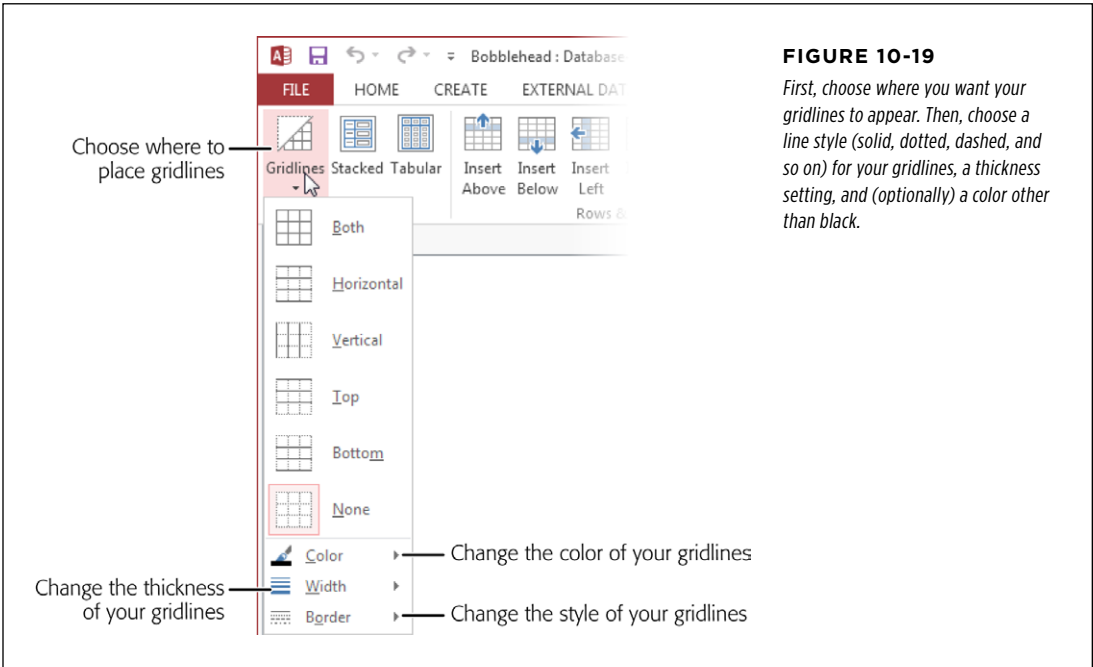 Bobblehead : Database
FILE HOME CREATE EXTERNAL DAT
Choose where to
place gridlines
Gridlines Stacked Tabular Insert Insert Insert
Above Below Left
Rows &
Both
Horizontal
Vertical
Top
Bottom
None
Color
Width
Border
Change the color of your gridlines
Change the thickness
of your gridlines
Change the style of your gridlines
FIGURE 10-19
First, choose where you want your
gridlines to appear. Then, choose a
line style (solid, dotted, dashed, and
so on) for your gridlines, a thickness
setting, and (optionally) a color other
than black.